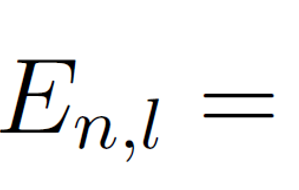 E_{n,l} =